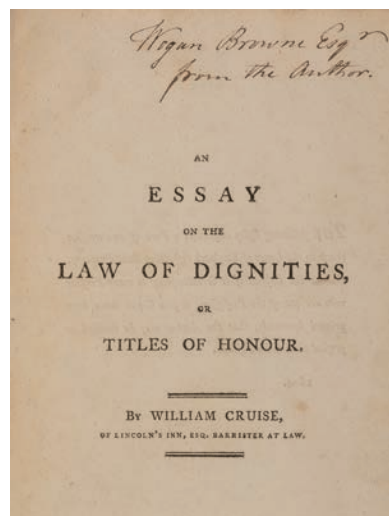 Wogan Browne Esqr
from the Author.
AN
ESSAY
ON THE
LAW OF DIGNITIES,
OR
TITLES OF HONOUR.
BY WILLIAM CRUISE,
OF LINCOLN'S INN, ESQ. BARRISTER AT LAW.